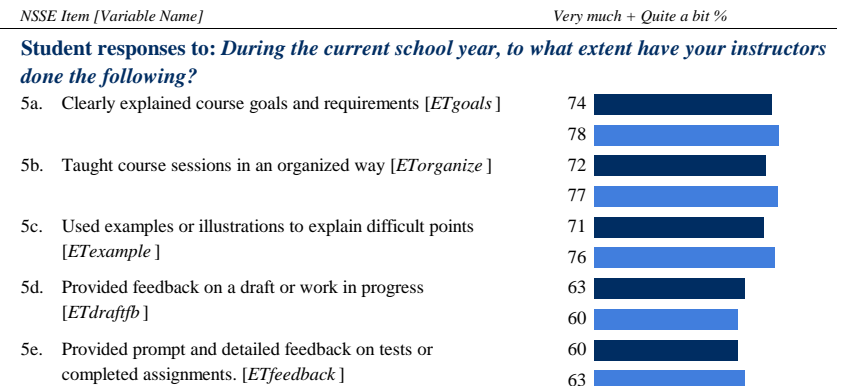 NSSE Item [Variable Name] Very much + Quite a bit %
Student responses to: During the current school year, to what extent have your instructors
done the following?
5a. Clearly explained course goals and requirements [ETgoals ] 74
78
5b. Taught course sessions in an organized way [ETorganize ] 72
77
5c. Used examples or illustrations to explain difficult points 71
[ETexample ] 76
5d. Provided feedback on a draft or work in progress 63
[ETdraftfb ] 60
5e. Provided prompt and detailed feedback on tests or 60
completed assignments. [ETfeedback ] 63